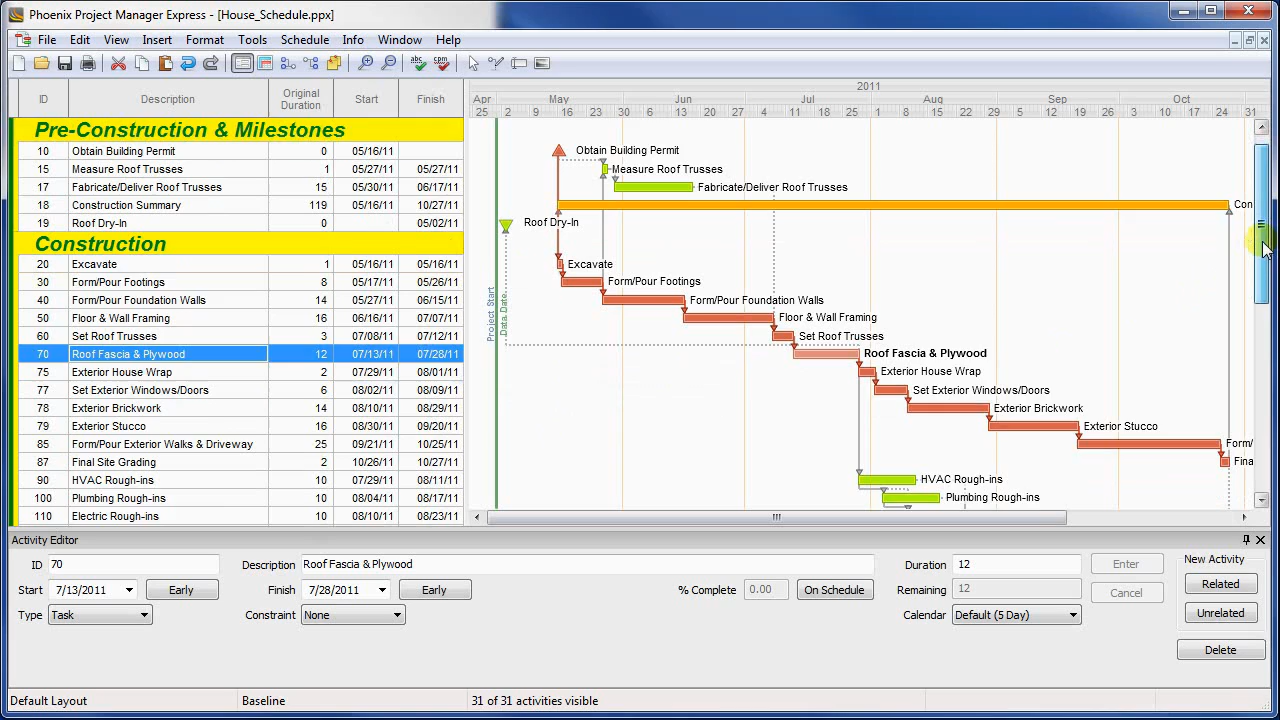 Phoenix Project Manager Express - [House_Schedule.ppx]
File Edit View Insert Format Tools Schedule Info Window Help
abc cpm
ID Description Original Duration Start Finish
2011
Apr May Jun Jul Aug Sep Oct
25 2 9 16 23 30 6 13 20 27 4 11 18 25 1 8 15 22 29 5 12 19 26 3 10 17 24 31
Pre-Construction & Milestones
10 Obtain Building Permit 0 05/16/11
15 Measure Roof Trusses 1 05/27/11 05/27/11
17 Fabricate/Deliver Roof Trusses 15 05/30/11 06/17/11
18 Construction Summary 119 05/16/11 10/27/11
19 Roof Dry-In 0 05/02/11
Construction
20 Excavate 1 05/16/11 05/16/11
30 Form/Pour Footings 8 05/17/11 05/26/11
40 Form/Pour Foundation Walls 14 05/27/11 06/15/11
50 Floor & Wall Framing 16 06/16/11 07/07/11
60 Set Roof Trusses 3 07/08/11 07/12/11
70 Roof Fascia & Plywood 12 07/13/11 07/28/11
75 Exterior House Wrap 2 07/29/11 08/01/11
77 Set Exterior Windows/Doors 6 08/02/11 08/09/11
78 Exterior Brickwork 14 08/10/11 08/29/11
79 Exterior Stucco 16 08/30/11 09/20/11
85 Form/Pour Exterior Walks & Driveway 25 09/21/11 10/25/11
87 Final Site Grading 2 10/26/11 10/27/11
90 HVAC Rough-ins 10 07/29/11 08/11/11
100 Plumbing Rough-ins 10 08/04/11 08/17/11
110 Electric Rough-ins 10 08/10/11 08/23/11
Obtain Building Permit
Measure Roof Trusses
Fabricate/Deliver Roof Trusses
Con
Roof Dry-In
Excavate
Form/Pour Footings
Form/Pour Foundation Walls
Floor & Wall Framing
Set Roof Trusses
Roof Fascia & Plywood
Exterior House Wrap
Set Exterior Windows/Doors
Exterior Brickwork
Exterior Stucco
Form/
Fina
HVAC Rough-ins
Plumbing Rough-ins
Project Start
Data Date
Activity Editor
ID 70 Description Roof Fascia & Plywood Duration 12 Enter New Activity
Start 7/13/2011 Early Finish 7/28/2011 Early % Complete 0.00 On Schedule Remaining 12 Cancel Related
Type Task Constraint None Calendar Default (5 Day) Unrelated
Delete
Default Layout Baseline 31 of 31 activities visible